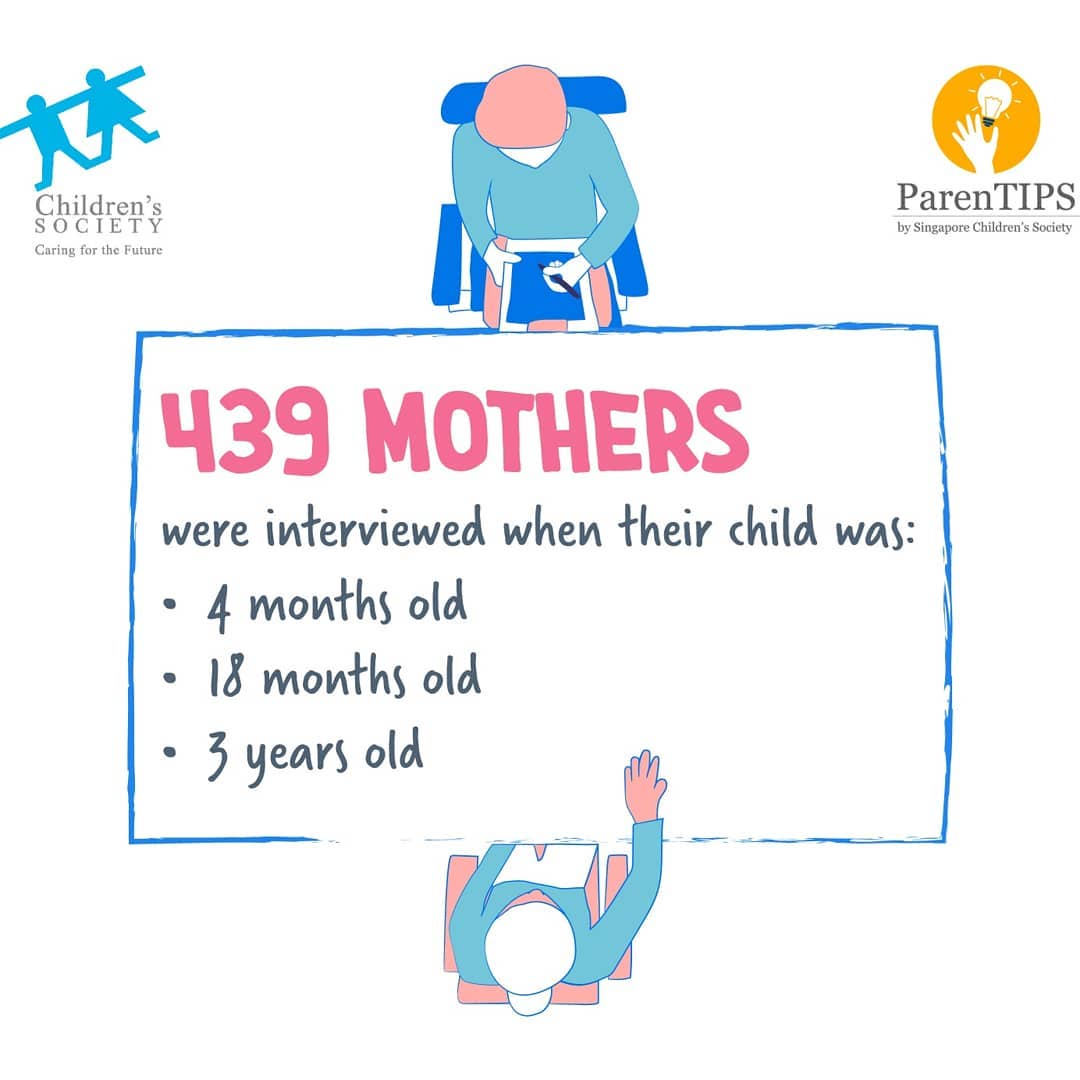 Children's
SOCIETY
Caring for the Future
ParenTIPS
by Singapore Children's Society
439 MOTHERS
were interviewed when their child was:
• 4 months old
• 18 months old
• 3 years old